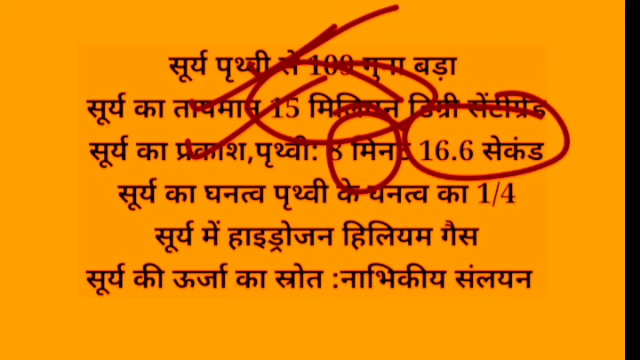 सूर्य पृथ्वी से 109 गुना बड़ा
सूर्य का तापमान 15 मिलियन डिग्री सेंटीग्रेड
सूर्य का प्रकाश,पृथ्वी: 8 मिनट 16.6 सेकंड
सूर्य का घनत्व पृथ्वी के घनत्व का 1/4
सूर्य में हाइड्रोजन हिलियम गैस
सूर्य की ऊर्जा का स्रोत :नाभिकीय संलयन